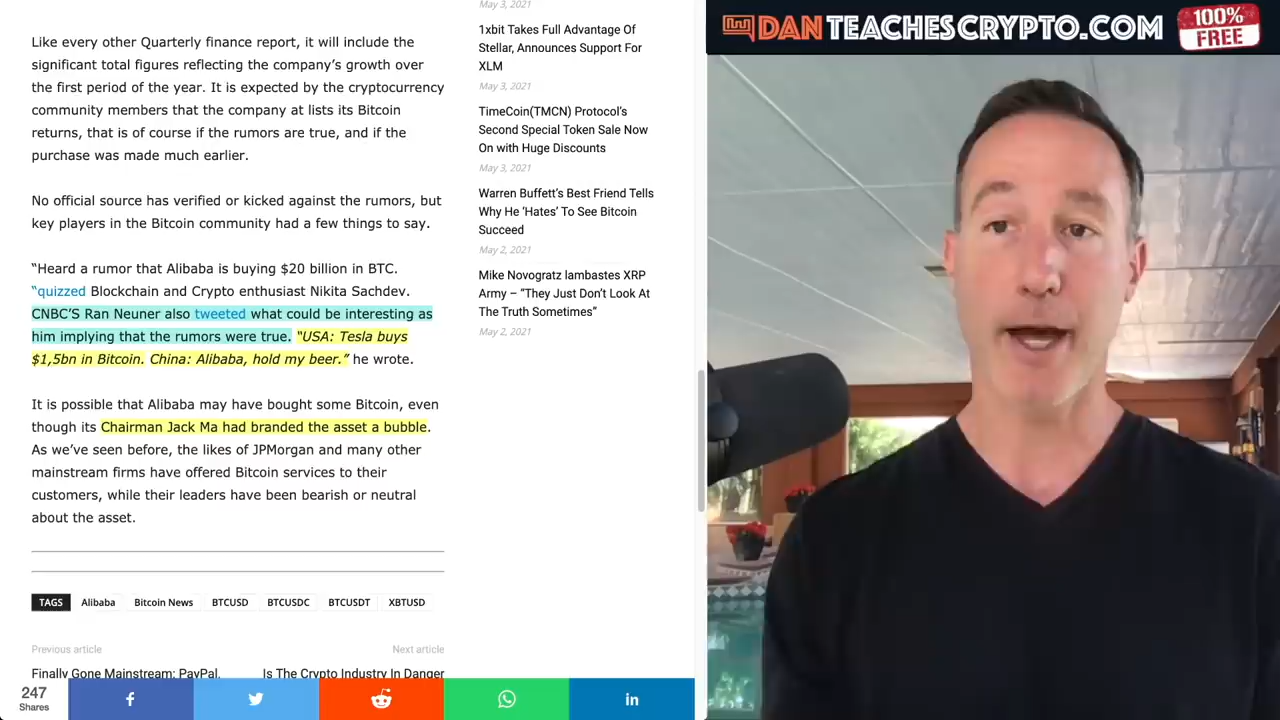 Like every other Quarterly finance report, it will include the
significant total figures reflecting the company's growth over
the first period of the year. It is expected by the cryptocurrency
community members that the company at lists its Bitcoin
returns, that is of course if the rumors are true, and if the
purchase was made much earlier.
No official source has verified or kicked against the rumors, but
key players in the Bitcoin community had a few things to say.
“Heard a rumor that Alibaba is buying $20 billion in BTC.
“quizzed Blockchain and Crypto enthusiast Nikita Sachdev.
CNBC’S Ran Neuner also tweeted what could be interesting as
him implying that the rumors were true. “USA: Tesla buys
$1,5bn in Bitcoin. China: Alibaba, hold my beer.” he wrote.
It is possible that Alibaba may have bought some Bitcoin, even
though its Chairman Jack Ma had branded the asset a bubble.
As we’ve seen before, the likes of JPMorgan and many other
mainstream firms have offered Bitcoin services to their
customers, while their leaders have been bearish or neutral
about the asset.
TAGS Alibaba Bitcoin News BTCUSD BTCUSDC BTCUSDT XBTUSD
Previous article
Next article
Finally Gone Mainstream: PayPal,
Is The Crypto Industry In Danger
247
Shares
May 3, 2021
1xbit Takes Full Advantage Of
Stellar, Announces Support For
XLM
May 3, 2021
TimeCoin(TMCN) Protocol’s
Second Special Token Sale Now
On with Huge Discounts
May 3, 2021
Warren Buffett’s Best Friend Tells
Why He ‘Hates’ To See Bitcoin
Succeed
May 2, 2021
Mike Novogratz lambastes XRP
Army – “They Just Don’t Look At
The Truth Sometimes”
May 2, 2021
DANTEACHESCRYPTO.COM
100%
FREE